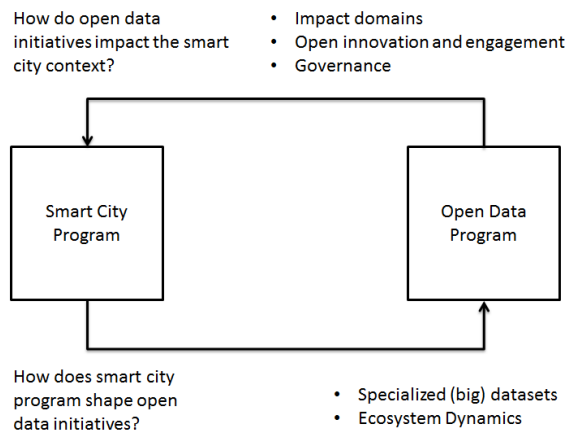 How do open data
initiatives impact the smart
city context?
• Impact domains
• Open innovation and engagement
• Governance
Smart City
Program
Open Data
Program
How does smart city
program shape open
data initiatives?
• Specialized (big) datasets
• Ecosystem Dynamics